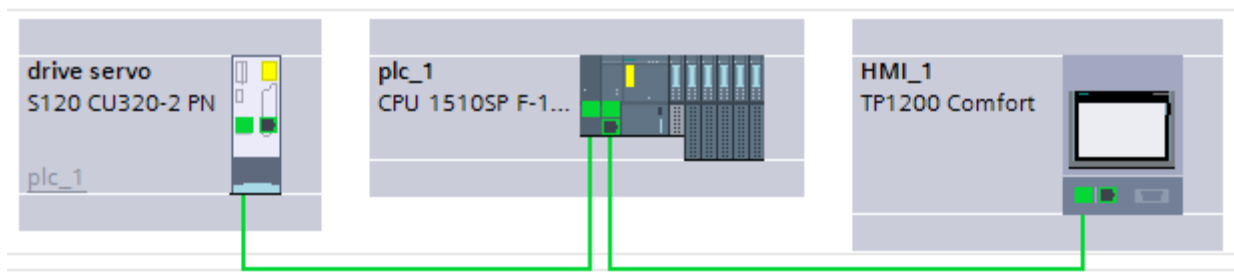 drive servo
S120 CU320-2 PN
plc_1
plc_1
CPU 1510SP F-1...
HMI_1
TP1200 Comfort